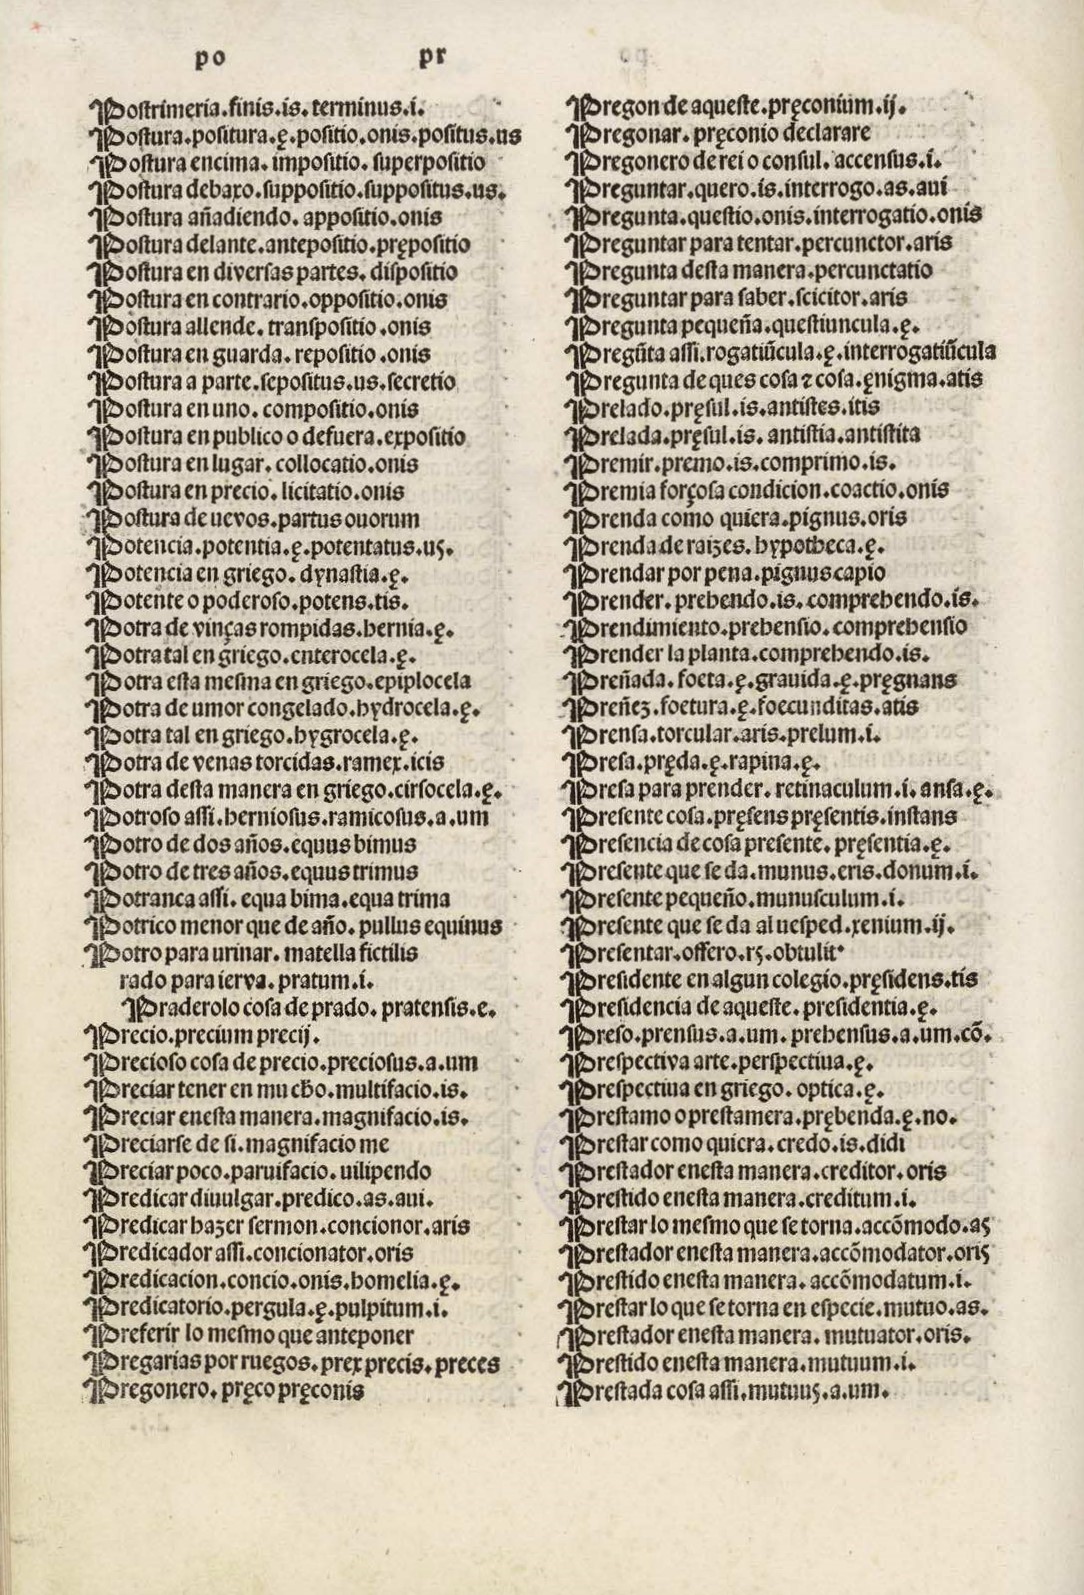 po pr
¶Postrimeria.finis.is.terminus.i.
¶Postura.positura.ę.positio.onis.positus.us
¶Postura encima.impositio.superpositio
¶Postura debaxo.suppositio.suppositus.us.
¶Postura añadiendo.appositio.onis
¶Postura delante.antepositio.prępositio
¶Postura en diversas partes.dispositio
¶Postura en contrario.oppositio.onis
¶Postura allende.transpositio.onis
¶Postura en guarda.repositio.onis
¶Postura a parte.sepositus.us.secretio
¶Postura en uno.compositio.onis
¶Postura en publico o defuera.expositio
¶Postura en lugar.collocatio.onis
¶Postura en precio.licitatio.onis
¶Postura de uevos.partus ovorum
¶Potencia.potentia.ę.potentatus.us.
¶Potencia en griego.dynastia.ę.
¶Potente o poderoso.potens.tis.
¶Potra de vinças rompidas.hernia.ę.
¶Potra tal en griego.enterocela.ę.
¶Potra esta mesma en griego.epiplocela
¶Potra de umor congelado.hydrocela.ę.
¶Potra tal en griego.hygrocela.ę.
¶Potra de venas torcidas.ramex.icis
¶Potra desta manera en griego.cirsocela.ę.
¶Potroso assi.herniosus.ramicosus.a.um
¶Potro de dos años.equus bimus
¶Potro de tres años.equus trimus
¶Potranca assi.equa bima.equa trima
¶Potrico menor que de año.pullus equinus
¶Potro para urinar.matella fictilis
rado para ierva.pratum.i.
¶Praderolo cosa de prado.pratensis.e.
¶Precio.precium precij.
¶Precioso cosa de precio.preciosus.a.um
¶Preciar tener en mucho.multifacio.is.
¶Preciar enesta manera.magnifacio.is.
¶Preciarse de si.magnifacio me
¶Preciar poco.paruifacio.uilipendo
¶Predicar divulgar.predico.as.aui.
¶Predicar hazer sermon.concionor.aris
¶Predicador assi.concionator.oris
¶Predicacion.concio.onis.homelia.ę.
¶Predicatorio.pergula.ę.pulpitum.i.
¶Preferir lo mesmo que anteponer
¶Pregarias por ruegos.prex precis.preces
¶Pregonero.pręco pręconis
¶Pregon de aqueste.pręconium.ij.
¶Pregonar.pręconio declarare
¶Pregonero de rei o consul.accensus.i.
¶Preguntar.quero.is.interrogo.as.aui
¶Pregunta.questio.onis.interrogatio.onis
¶Preguntar para tentar.percunctor.aris
¶Pregunta desta manera.percunctatio
¶Preguntar para saber.scicitor.aris
¶Pregunta pequeña.questiuncula.ę.
¶Pregũta assi.rogatiũcula.ę.interrogatiũcula
¶Pregunta de ques cosa ⁊ cosa.ęnigma.atis
¶Prelado.pręsul.is.antistes.itis
¶Prelada.pręsul.is.antistia.antistita
¶Premir.premo.is.comprimo.is.
¶Premia forçosa condicion.coactio.onis
¶Prenda como quiera.pignus.oris
¶Prenda de raizes.hypotheca.ę.
¶Prendar por pena.pignus capio
¶Prender.prehendo.is.comprehendo.is.
¶Prendimiento.prehensio.comprehensio
¶Prender la planta.comprehendo.is.
¶Preñada.foeta.ę.grauida.ę.pręgnans
¶Preñez.foetura.ę.foecunditas.atis
¶Prensa.torcular.aris.prelum.i.
¶Presa.pręda.ę.rapina.ę.
¶Presa para prender.retinaculum.i.ansa.ę.
¶Presente cosa.pręsens pręsentis.instans
¶Presencia de cosa presente.pręsentia.ę.
¶Presente que se da.munus.eris.donum.i.
¶Presente pequeño.munusculum.i.
¶Presente que se da al uesped.xenium.ij.
¶Presentar.offero.rs.obtulit.
¶Presidente en algun colegio.pręsidens.tis
¶Presidencia de aqueste.presidentia.ę.
¶Preso.prensus.a.um.prehensus.a.um.cõ.
¶Prespectiva arte.perspectiua.ę.
¶Prespectiua en griego.optica.ę.
¶Prestamo o prestamera.pręhenda.ę.no.
¶Prestar como quiera.credo.is.didi
¶Prestador enesta manera.creditor.oris
¶Prestido enesta manera.creditum.i.
¶Prestar lo mesmo que se torna.accõmodo.as
¶Prestador enesta manera.accõmodator.oris
¶Prestido enesta manera.accõmodatum.i.
¶Prestar lo que se torna en especie.mutuo.as.
¶Prestador enesta manera.mutuator.oris.
¶Prestido enesta manera.mutuum.i.
¶Prestada cosa assi.mutuus.a.um.